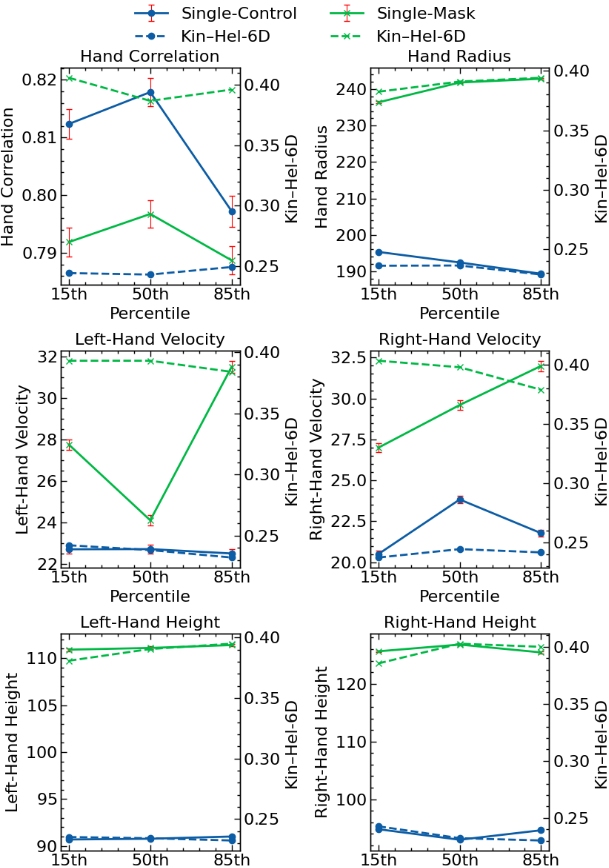 Single-Control
Single-Mask
Kin–Hel-6D
Kin–Hel-6D
Hand Correlation
Hand Radius
Hand Correlation
0.82
0.81
0.80
0.79
0.40
0.35
0.30
0.25
Kin–Hel-6D
15th
50th
85th
Percentile
Hand Radius
240
230
220
210
200
190
0.40
0.35
0.30
0.25
Kin–Hel-6D
15th
50th
85th
Percentile
Left-Hand Velocity
Right-Hand Velocity
Left-Hand Velocity
32
30
28
26
24
22
0.40
0.35
0.30
0.25
Kin–Hel-6D
15th
50th
85th
Percentile
Right-Hand Velocity
32.5
30.0
27.5
25.0
22.5
20.0
0.40
0.35
0.30
0.25
Kin–Hel-6D
15th
50th
85th
Percentile
Left-Hand Height
Right-Hand Height
Left-Hand Height
110
105
100
95
90
0.40
0.35
0.30
0.25
Kin–Hel-6D
15th
50th
85th
Right-Hand Height
120
110
100
0.40
0.35
0.30
0.25
Kin–Hel-6D
15th
50th
85th